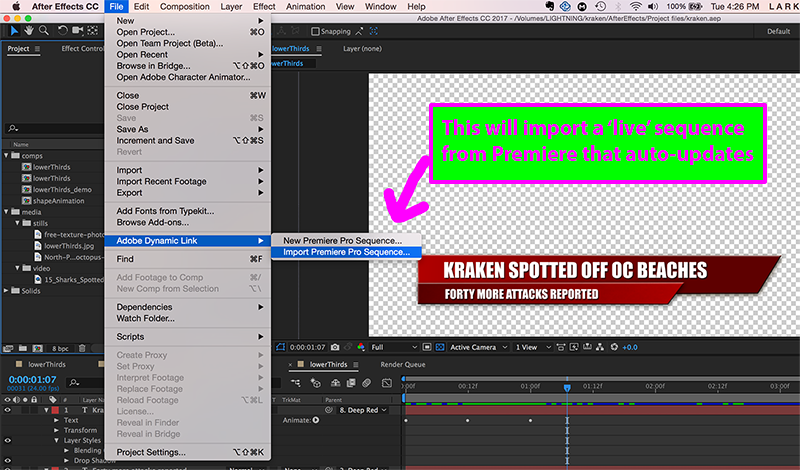 After Effects CC File Edit Composition Layer Effect Animation View Window 100% Tue 4:26 PM LARK
Adobe After Effects CC 2017 - /Volumes/LIGHTNING/kraken/AfterEffects/Project files/kraken.aep
Snapping
Default
Project
Effect Control
lowerThirds
Layer (none)
lowerThirds
Name
comps
lowerThirds
lowerThirds
lowerThirds_demo
shapeAnimation
media
stills
free-texture-photo
lowerThirds.jpg
North-P...octopus-
video
15_Sharks_Spotted
Solids
8 bpc
New
Open Project... ⌘O
Open Team Project (Beta)...
Open Recent
Browse in Bridge... ⌥⇧⌘O
Open Adobe Character Animator...
Close ⌘W
Close Project
Save ⌘S
Save As
Increment and Save ⌥⇧⌘S
Revert
Import
Import Recent Footage
Export
Add Fonts from Typekit...
Browse Add-ons...
Adobe Dynamic Link
Find ⌘F
Add Footage to Comp ⌘/
New Comp from Selection ⌥\
Dependencies
Watch Folder...
Scripts
Create Proxy
Set Proxy
Interpret Footage
Replace Footage
Reload Footage ⌥⌘L
License...
Reveal in Finder
Reveal in Bridge
Project Settings... ⌥⇧⌘K
New Premiere Pro Sequence...
Import Premiere Pro Sequence...
This will import a 'live' sequence
from Premiere that auto-updates
KRAKEN SPOTTED OFF OC BEACHES
FORTY MORE ATTACKS REPORTED
0:00:01:07 Full Active Camera 1 View +0.0
lowerThirds
lowerThirds
Render Queue
0:00:01:07
00031 (24.00 fps)
:00f 00:12f 01:00f 01:12f 02:00f 02:12f 03:00f
# Layer Name
TrkMat Parent
1 T Kra
8. Deep Red
Text
Animate:
Transform
Layer Styles
Blending
Drop Shadow
Forty more attacks reported
Normal